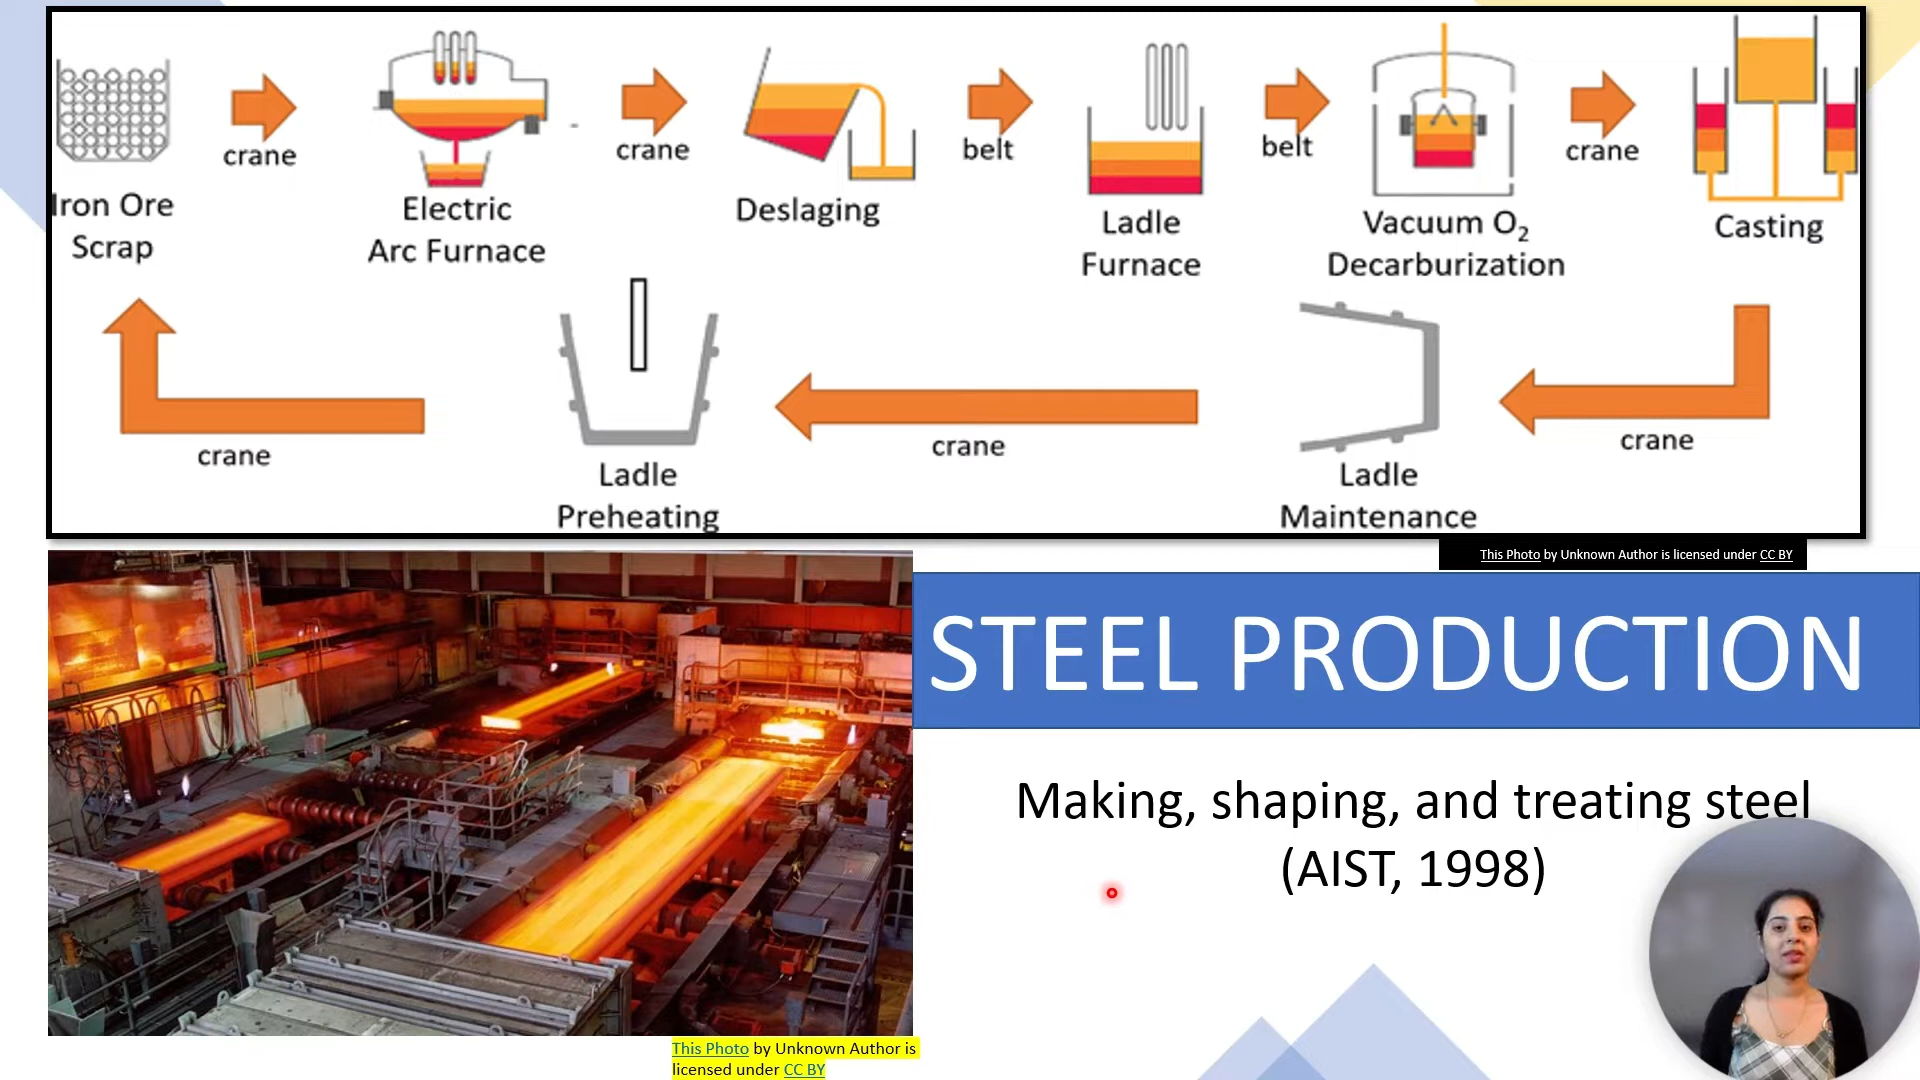 crane
crane
belt
belt
crane
Iron Ore
Scrap
Electric
Arc Furnace
Deslaging
Ladle
Furnace
Vacuum O₂
Decarburization
Casting
crane
crane
crane
Ladle
Preheating
Ladle
Maintenance
This Photo by Unknown Author is licensed under CC BY
STEEL PRODUCTION
Making, shaping, and treating steel
(AIST, 1998)
This Photo by Unknown Author is
licensed under CC BY